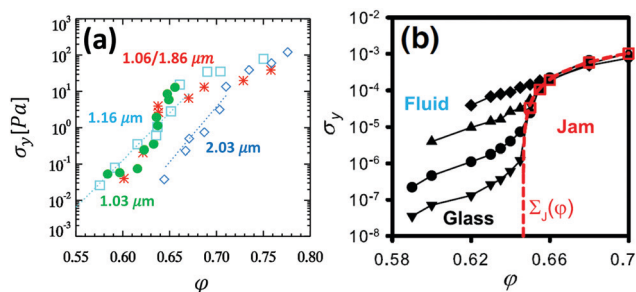 (a)
1.06/1.86 μm
1.16 μm
2.03 μm
1.03 μm
σy [Pa]
10³
10²
10¹
10⁰
10⁻¹
10⁻²
10⁻³
0.55 0.60 0.65 0.70 0.75 0.80
φ
(b)
Fluid
Jam
Glass
ΣJ(φ)
σy
10⁻²
10⁻³
10⁻⁴
10⁻⁵
10⁻⁶
10⁻⁷
10⁻⁸
0.58 0.62 0.66 0.7
φ